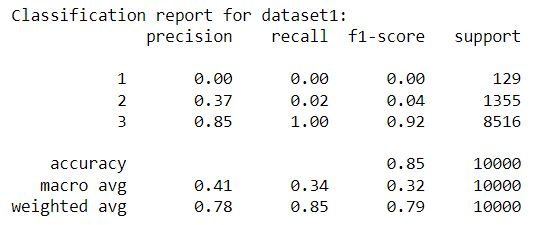 Classification report for dataset1:
precision recall f1-score support
1 0.00 0.00 0.00 129
2 0.37 0.02 0.04 1355
3 0.85 1.00 0.92 8516
accuracy 0.85 10000
macro avg 0.41 0.34 0.32 10000
weighted avg 0.78 0.85 0.79 10000